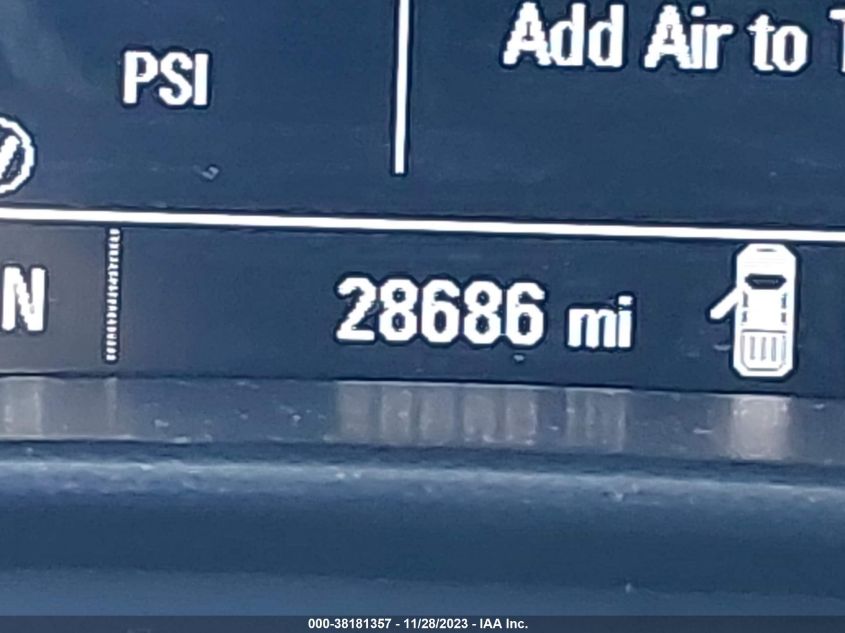 Add Air to
PSI
N
28686 mi
000-38181357 - 11/28/2023 - IAA Inc.